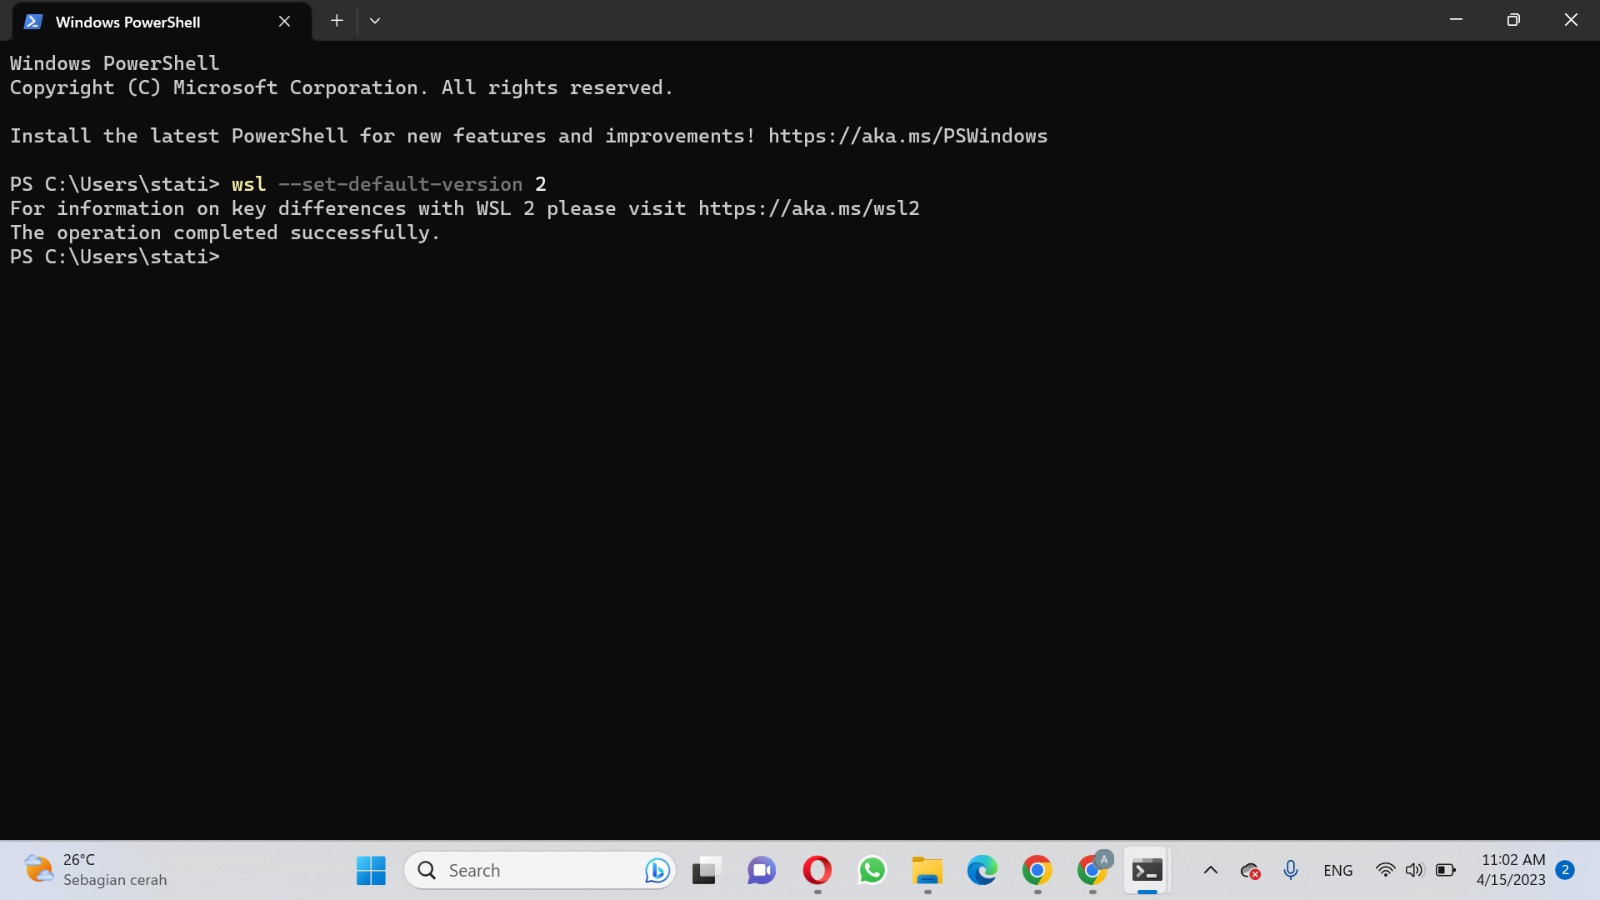 Windows PowerShell
Windows PowerShell
Copyright (C) Microsoft Corporation. All rights reserved.
Install the latest PowerShell for new features and improvements! https://aka.ms/PSWindows
PS C:\Users\stati> wsl --set-default-version 2
For information on key differences with WSL 2 please visit https://aka.ms/wsl2
The operation completed successfully.
PS C:\Users\stati>
26°C
Sebagian cerah
Search
A
ENG
11:02 AM
4/15/2023
2